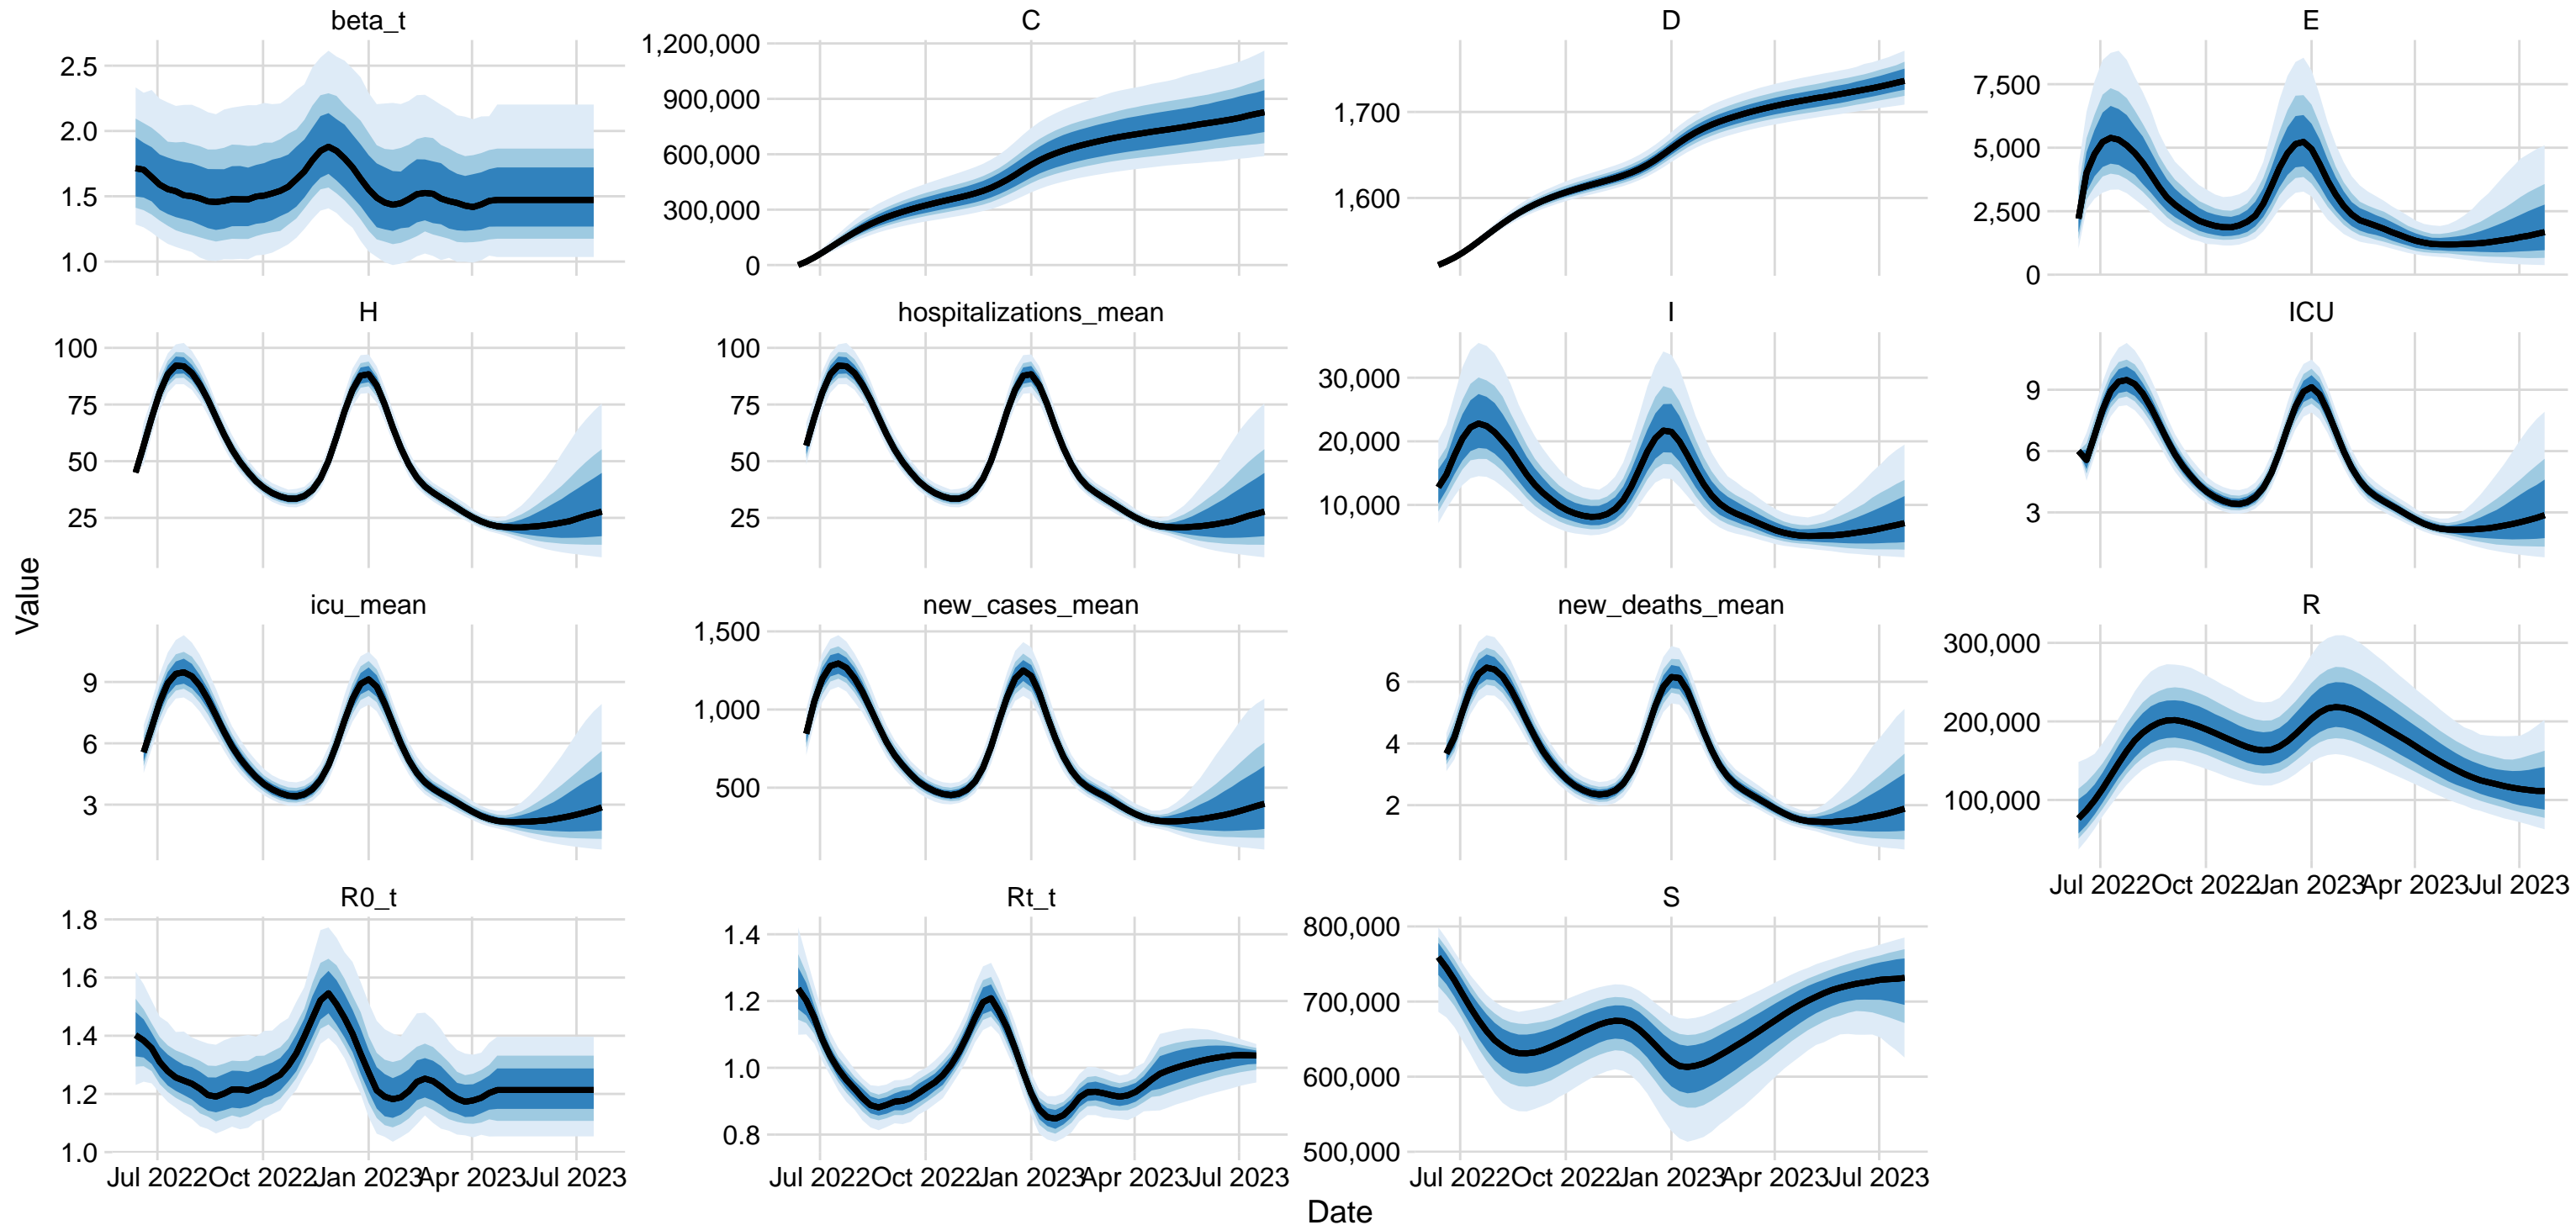 beta_t
C
D
E
2.5
2.0
1.5
1.0
1,200,000
900,000
600,000
300,000
0
1,700
1,600
7,500
5,000
2,500
0
H
hospitalizations_mean
I
ICU
100
75
50
25
100
75
50
25
30,000
20,000
10,000
9
6
3
Value
icu_mean
new_cases_mean
new_deaths_mean
R
9
6
3
1,500
1,000
500
6
4
2
300,000
200,000
100,000
Jul 2022 Oct 2022 Jan 2023 Apr 2023 Jul 2023
R0_t
Rt_t
S
1.8
1.6
1.4
1.2
1.0
1.4
1.2
1.0
0.8
800,000
700,000
600,000
500,000
Jul 2022 Oct 2022 Jan 2023 Apr 2023 Jul 2023
Jul 2022 Oct 2022 Jan 2023 Apr 2023 Jul 2023
Jul 2022 Oct 2022 Jan 2023 Apr 2023 Jul 2023
Date